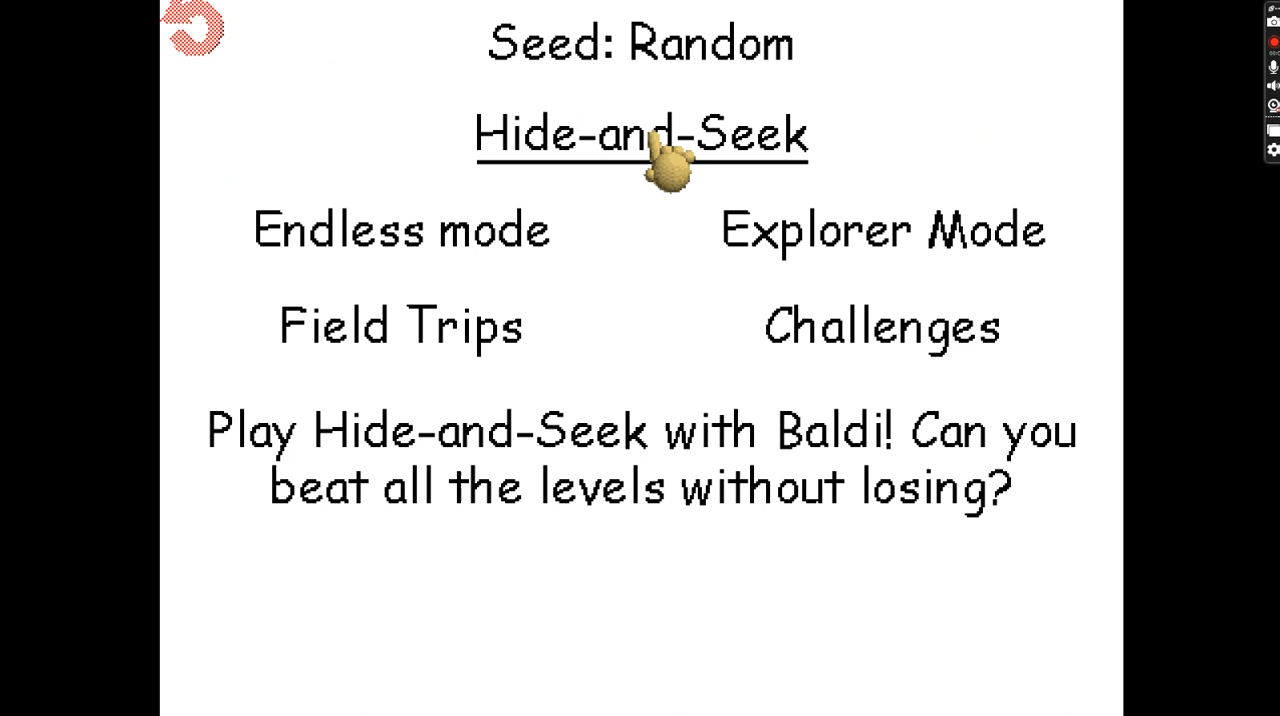 Seed: Random
Hide-and-Seek
Endless mode
Explorer Mode
Field Trips
Challenges
Play Hide-and-Seek with Baldi! Can you
beat all the levels without losing?